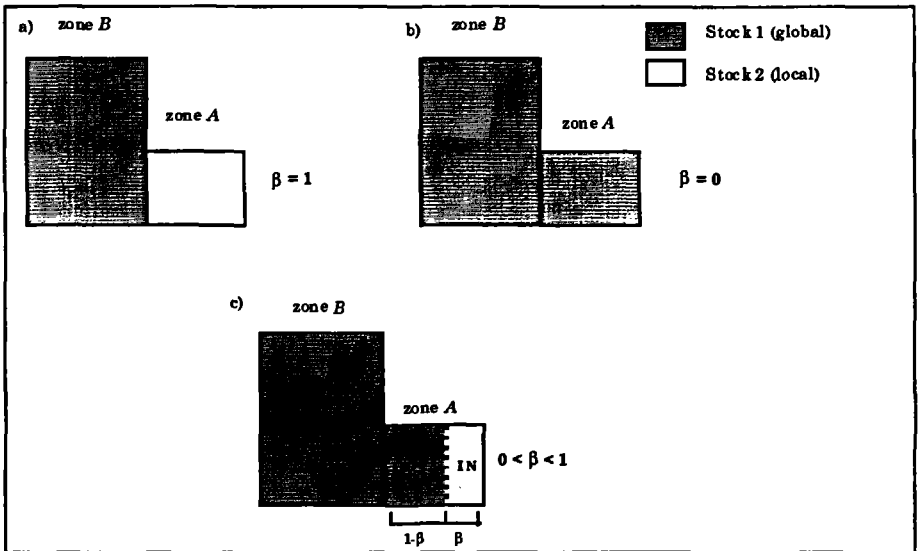 a) zone B
zone A
β = 1
b) zone B
zone A
β = 0
Stock 1 (global)
Stock 2 (local)
c) zone B
zone A
IN
0 < β < 1
1-β β